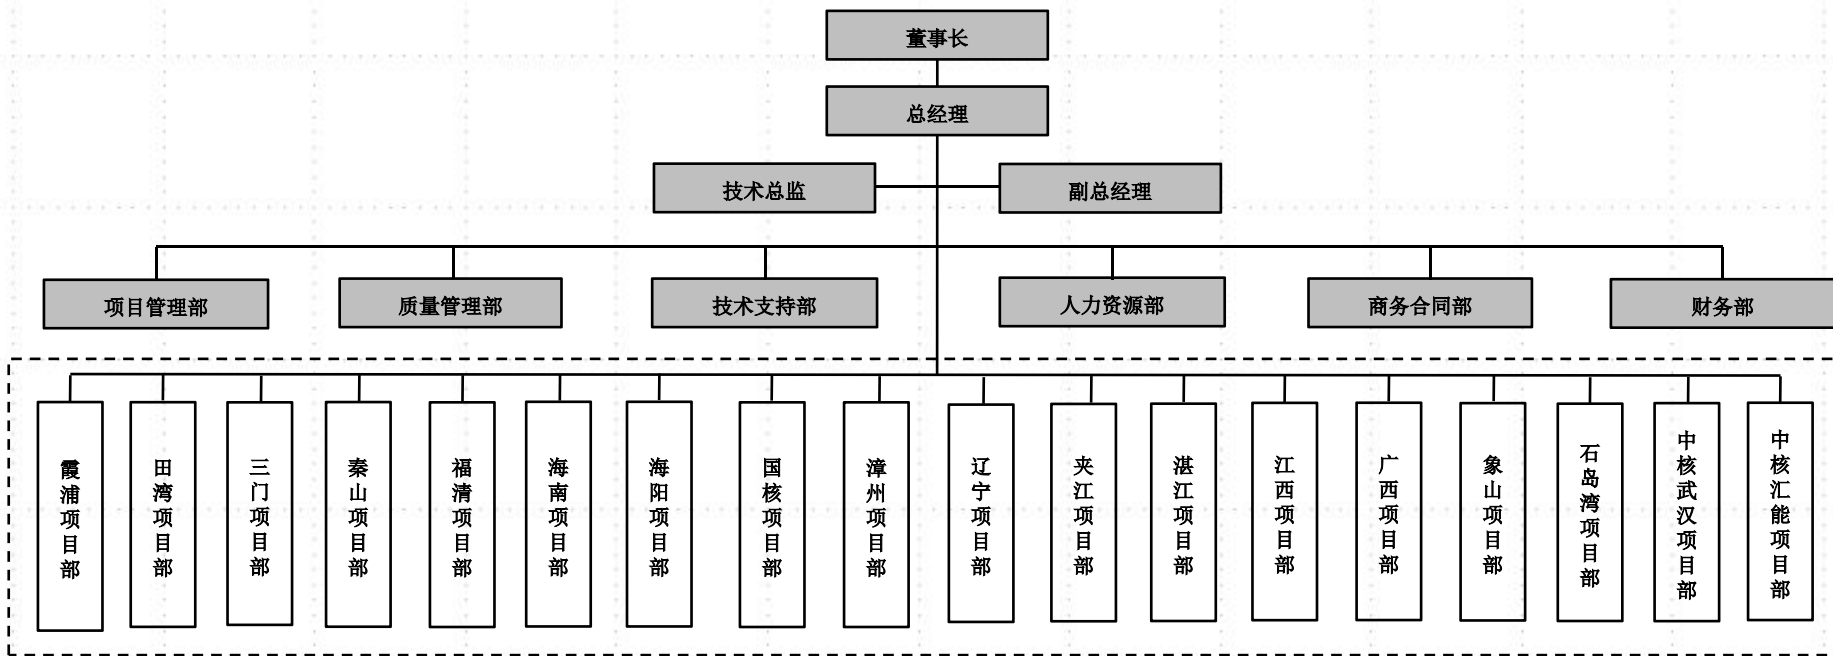 董事长
总经理
技术总监
副总经理
项目管理部
质量管理部
技术支持部
人力资源部
商务合同部
财务部
霞浦项目部
田湾项目部
三门项目部
秦山项目部
福清项目部
海南项目部
海阳项目部
国核项目部
漳州项目部
辽宁项目部
夹江项目部
湛江项目部
江西项目部
广西项目部
象山项目部
石岛湾项目部
中核武汉项目部
中核汇能项目部